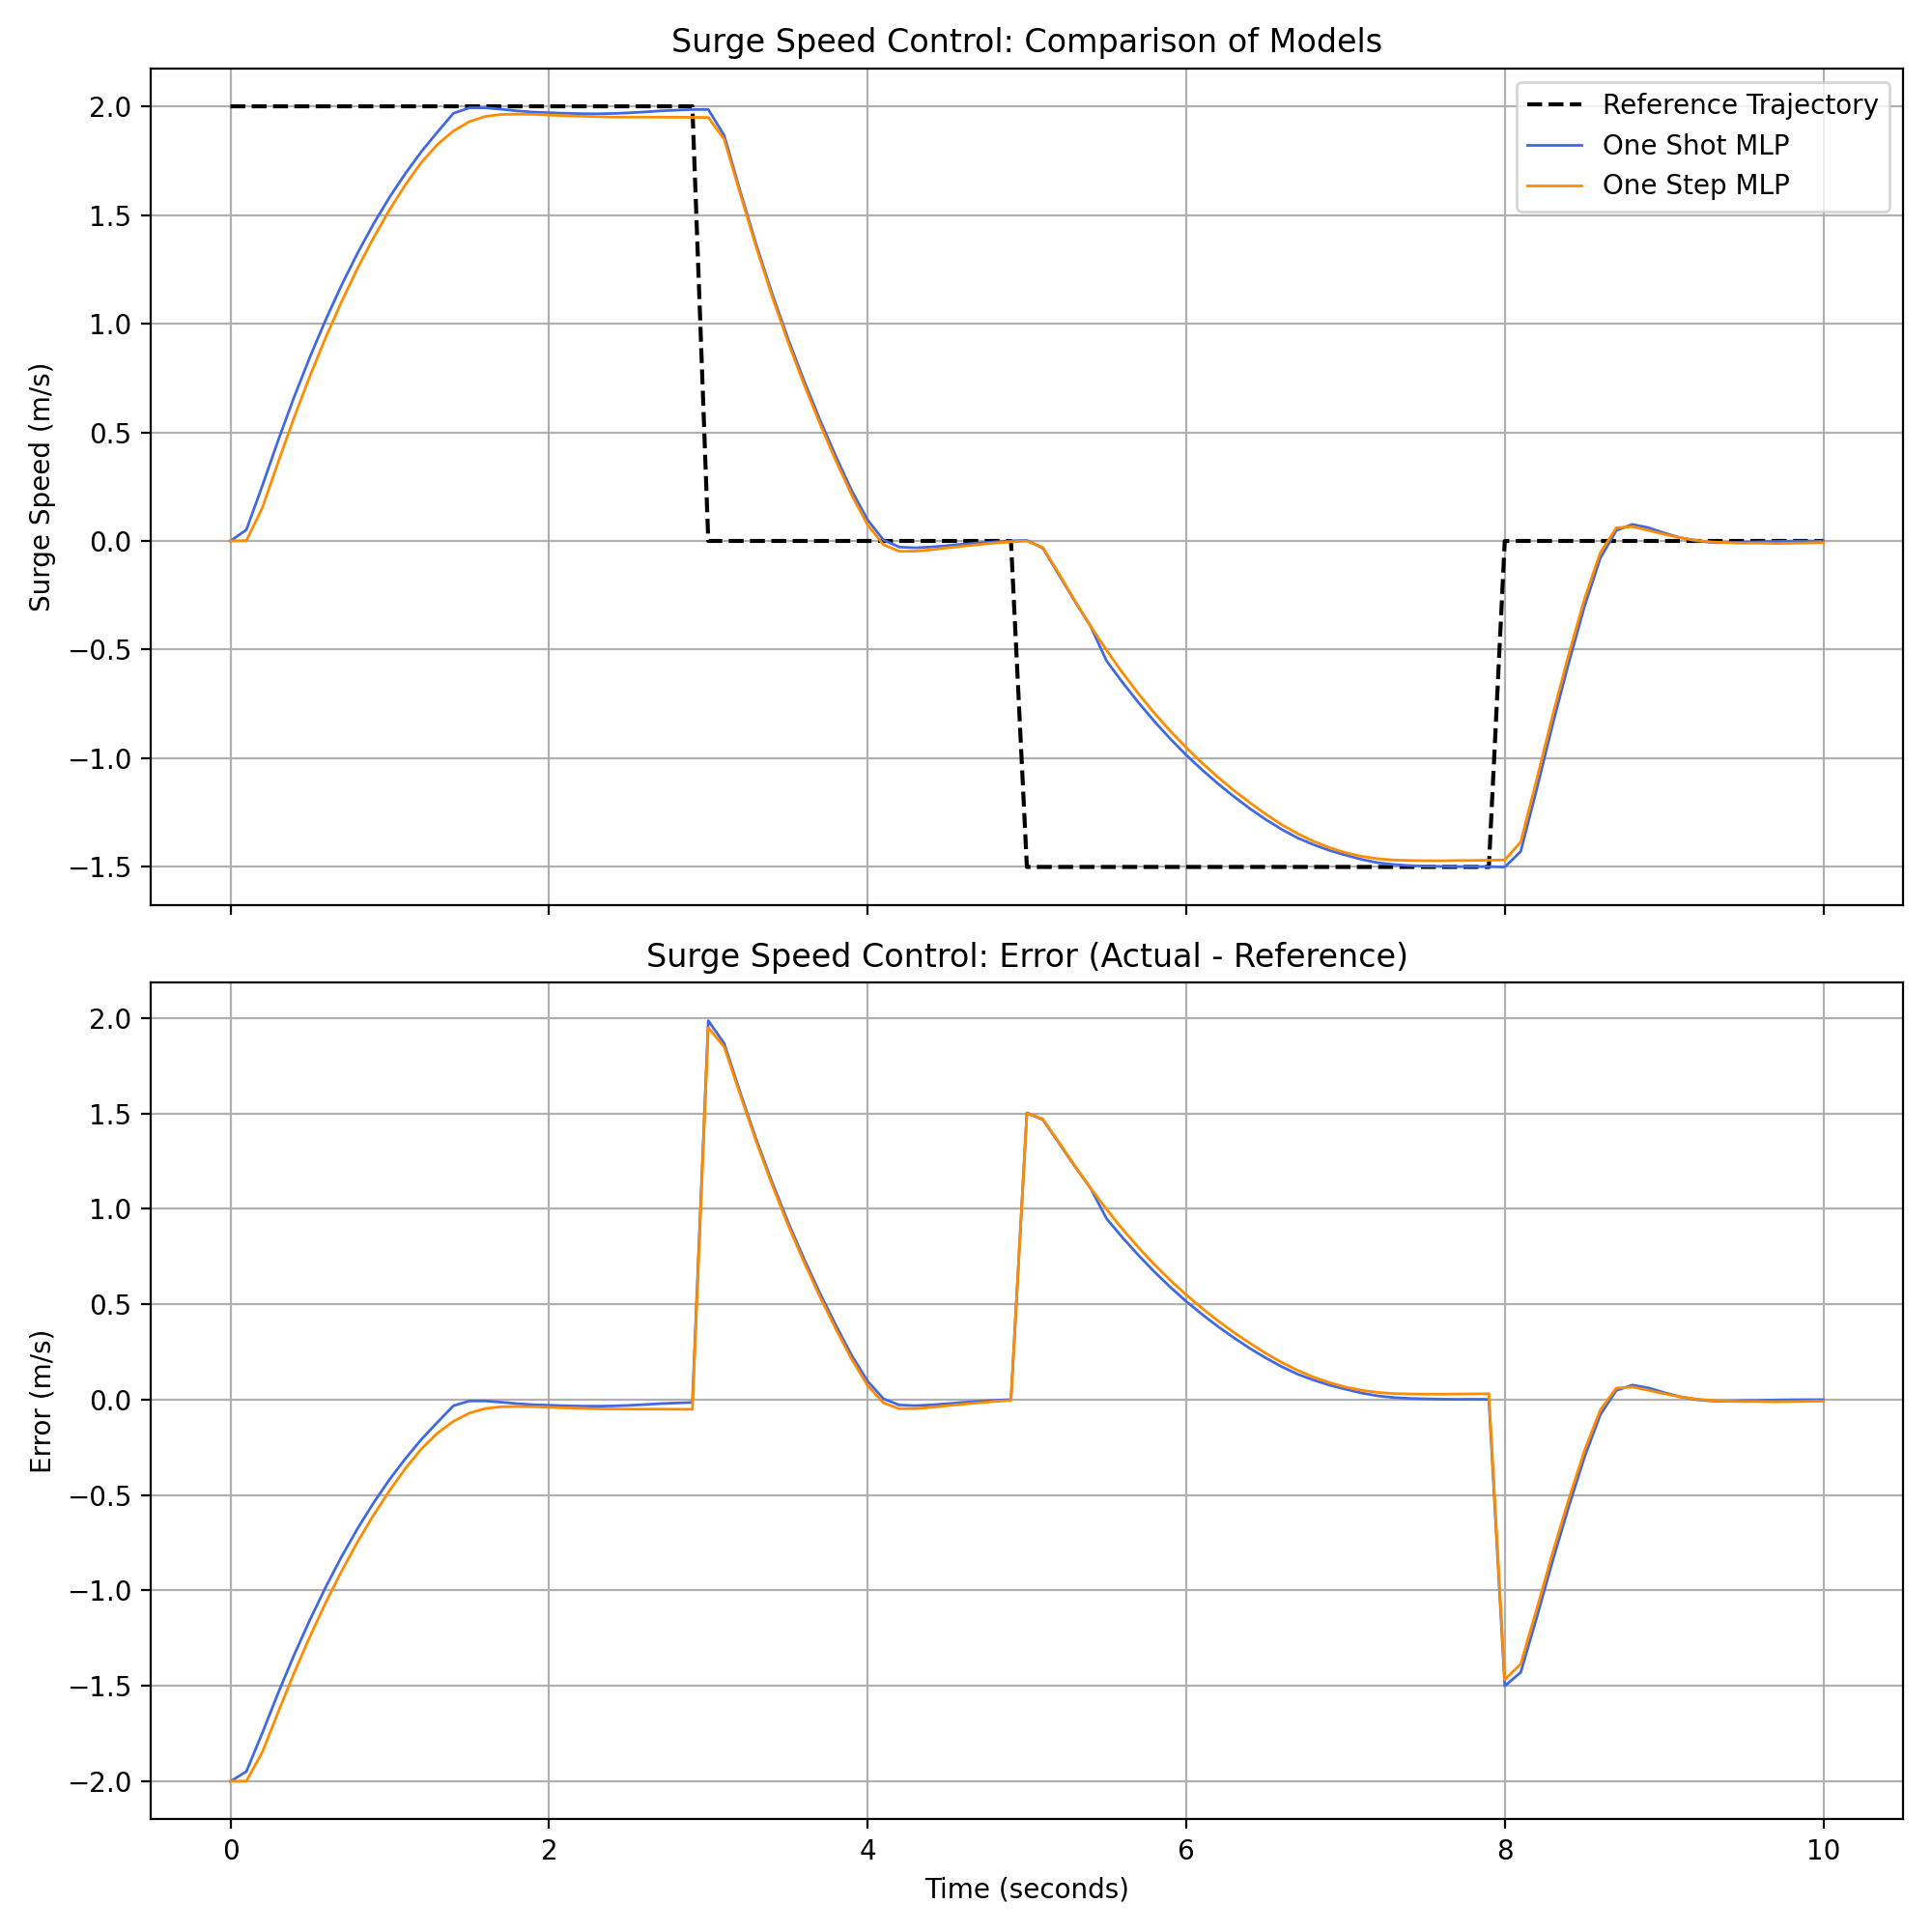 Surge Speed Control: Comparison of Models
2.0
1.5
1.0
0.5
0.0
−0.5
−1.0
−1.5
Surge Speed (m/s)
Reference Trajectory
One Shot MLP
One Step MLP
Surge Speed Control: Error (Actual - Reference)
2.0
1.5
1.0
0.5
0.0
−0.5
−1.0
−1.5
−2.0
Error (m/s)
0 2 4 6 8 10
Time (seconds)